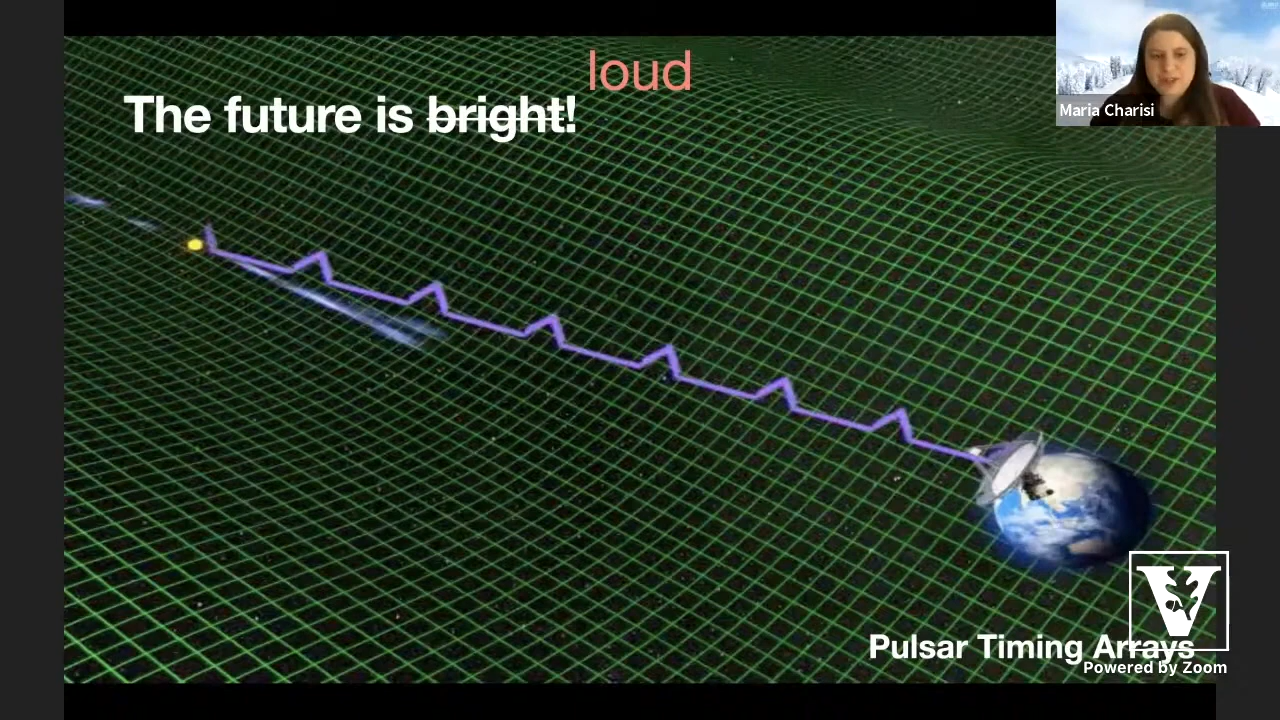 loud
The future is bright!
Maria Charisi
Pulsar Timing Arrays
V
Powered by Zoom